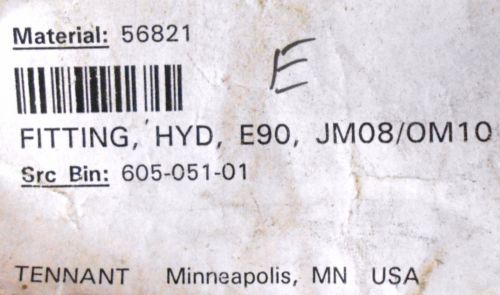 Material: 56821
E
FITTING, HYD, E90, JM08/OM10
Src Bin: 605-051-01
TENNANT Minneapolis, MN USA